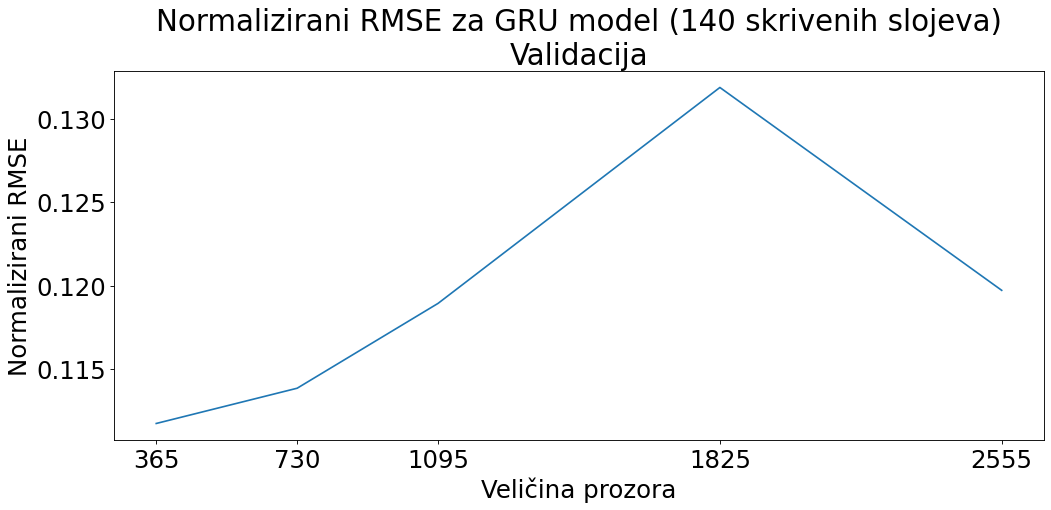 Normalizirani RMSE za GRU model (140 skrivenih slojeva)
Validacija
Normalizirani RMSE
0.130
0.125
0.120
0.115
365 730 1095 1825 2555
Veličina prozora